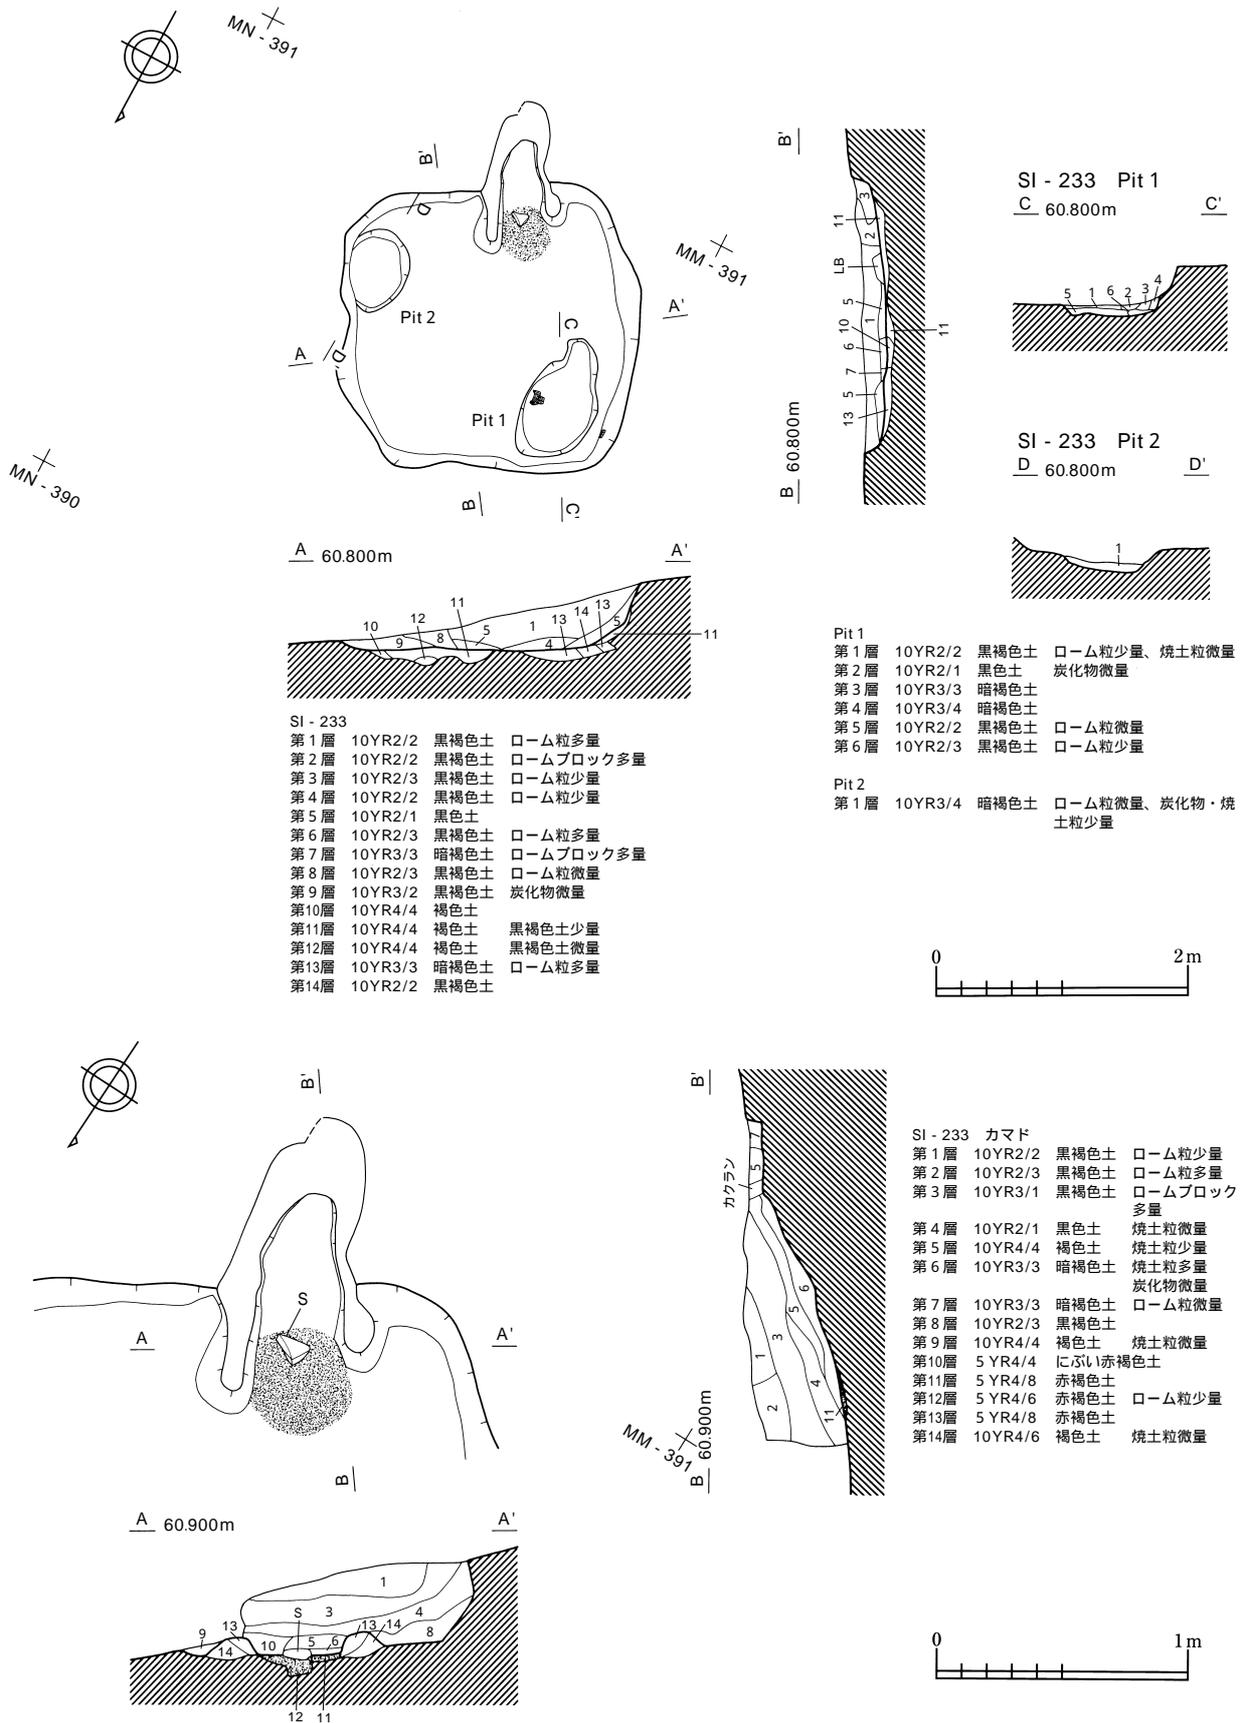 MN - 391
B'
D
MM - 391
Pit 2
A'
C
A
D'
Pit 1
MN - 390
B
C'
B'
3
11
2
LB
5
1
10
11
6
7
5
13
B 60.800m
SI - 233 Pit 1
C 60.800m C'
5 1 6 2 3 4
SI - 233 Pit 2
D 60.800m D'
1
A 60.800m A'
10 12 11 13 14 13
9 8 5 1 4 5 11
SI - 233
第1層 10YR2/2 黒褐色土 ローム粒多量
第2層 10YR2/2 黒褐色土 ロームブロック多量
第3層 10YR2/3 黒褐色土 ローム粒少量
第4層 10YR2/2 黒褐色土 ローム粒少量
第5層 10YR2/1 黒色土
第6層 10YR2/3 黒褐色土 ローム粒多量
第7層 10YR3/3 暗褐色土 ロームブロック多量
第8層 10YR2/3 黒褐色土 ローム粒微量
第9層 10YR3/2 黒褐色土 炭化物微量
第10層 10YR4/4 褐色土
第11層 10YR4/4 褐色土 黒褐色土少量
第12層 10YR4/4 褐色土 黒褐色土微量
第13層 10YR3/3 暗褐色土 ローム粒多量
第14層 10YR2/2 黒褐色土
Pit 1
第1層 10YR2/2 黒褐色土 ローム粒少量、焼土粒微量
第2層 10YR2/1 黒色土 炭化物微量
第3層 10YR3/3 暗褐色土
第4層 10YR3/4 暗褐色土
第5層 10YR2/2 黒褐色土 ローム粒微量
第6層 10YR2/3 黒褐色土 ローム粒少量
Pit 2
第1層 10YR3/4 暗褐色土 ローム粒微量、炭化物・焼
土粒少量
0 2m
B'
S
A A'
B
B'
カクラン
5
6
5
3
1
4
2
11
MM - 391
B 60.900m
SI - 233 カマド
第1層 10YR2/2 黒褐色土 ローム粒少量
第2層 10YR2/3 黒褐色土 ローム粒多量
第3層 10YR3/1 黒褐色土 ロームブロック
多量
第4層 10YR2/1 黒色土 焼土粒微量
第5層 10YR4/4 褐色土 焼土粒少量
第6層 10YR3/3 暗褐色土 焼土粒多量
炭化物微量
第7層 10YR3/3 暗褐色土 ローム粒微量
第8層 10YR2/3 黒褐色土
第9層 10YR4/4 褐色土 焼土粒微量
第10層 5YR4/4 にぶい赤褐色土
第11層 5YR4/8 赤褐色土
第12層 5YR4/6 赤褐色土 ローム粒少量
第13層 5YR4/8 赤褐色土
第14層 10YR4/6 褐色土 焼土粒微量
A 60.900m A'
1
S 3 4
13 13 14
9 14 10 5 6 8
12 11
0 1m